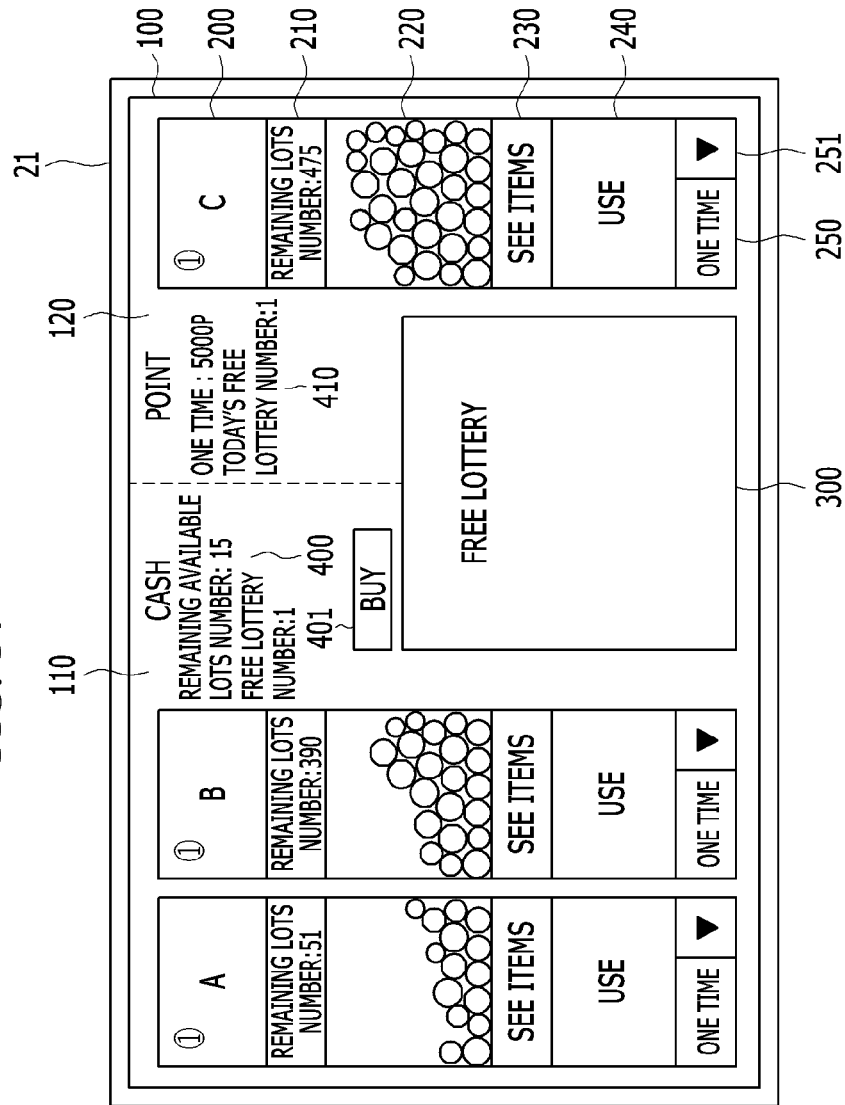 21
100
200
210
220
230
240
251
250
300
110
120
CASH
REMAINING AVAILABLE
LOTS NUMBER: 15
FREE LOTTERY
NUMBER:1
400
401
BUY
POINT
ONE TIME : 5000P
TODAY'S FREE
LOTTERY NUMBER:1
410
FREE LOTTERY
① A
REMAINING LOTS
NUMBER:51
SEE ITEMS
USE
ONE TIME ▼
① B
REMAINING LOTS
NUMBER:390
SEE ITEMS
USE
ONE TIME ▼
① C
REMAINING LOTS
NUMBER:475
SEE ITEMS
USE
ONE TIME ▼